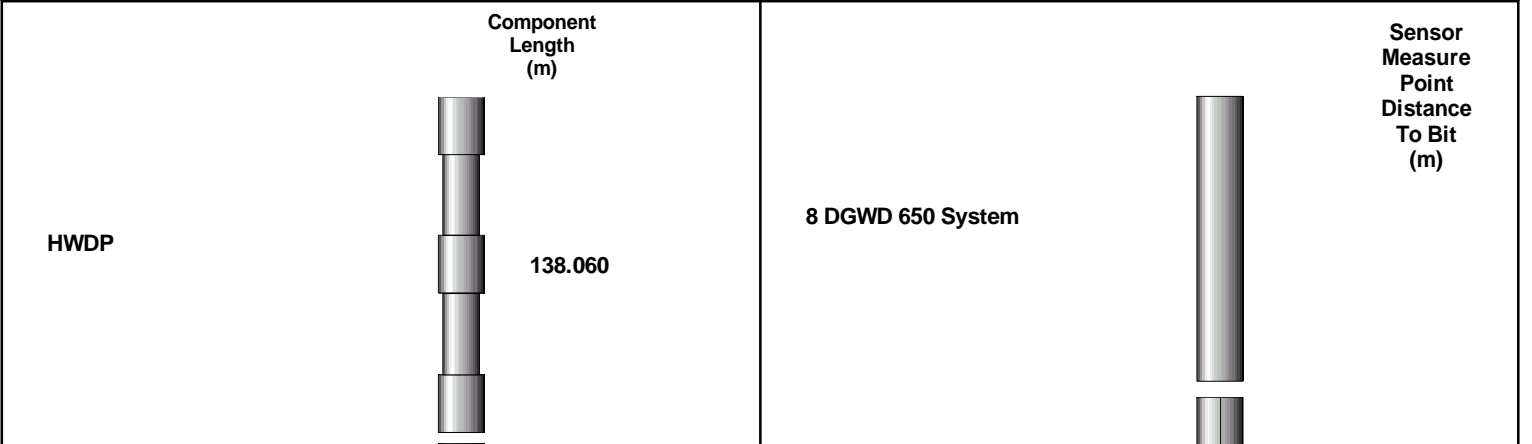 Component
Length
(m)
HWDP
138.060
Sensor
Measure
Point
Distance
To Bit
(m)
8 DGWD 650 System